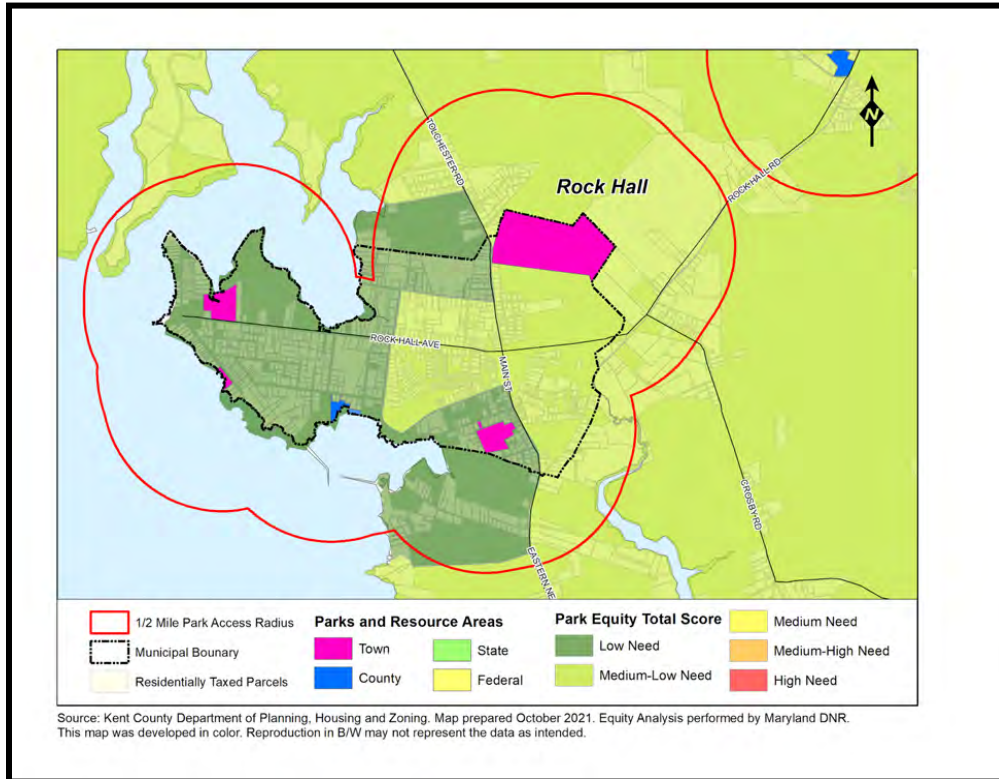 N
TOLCHESTER RD
Rock Hall
ROCK HALL RD
ROCK HALL AVE
MAIN ST
CROSBY RD
EASTERN NE
1/2 Mile Park Access Radius
Municipal Bounary
Residentially Taxed Parcels
Parks and Resource Areas
Town
County
State
Federal
Park Equity Total Score
Low Need
Medium-Low Need
Medium Need
Medium-High Need
High Need
Source: Kent County Department of Planning, Housing and Zoning. Map prepared October 2021. Equity Analysis performed by Maryland DNR.
This map was developed in color. Reproduction in B/W may not represent the data as intended.